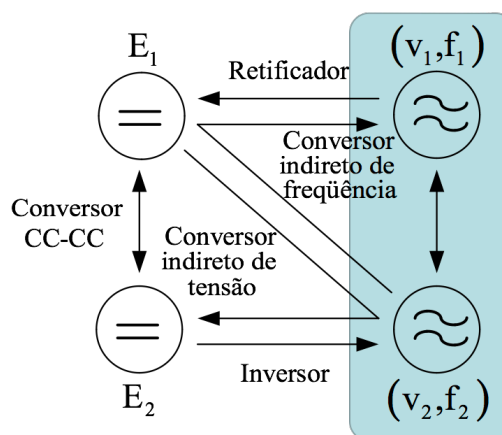 E₁
(v₁,f₁)
Retificador
Conversor
indireto de
freqüência
Conversor
CC-CC
Conversor
indireto de
tensão
Inversor
E₂
(v₂,f₂)